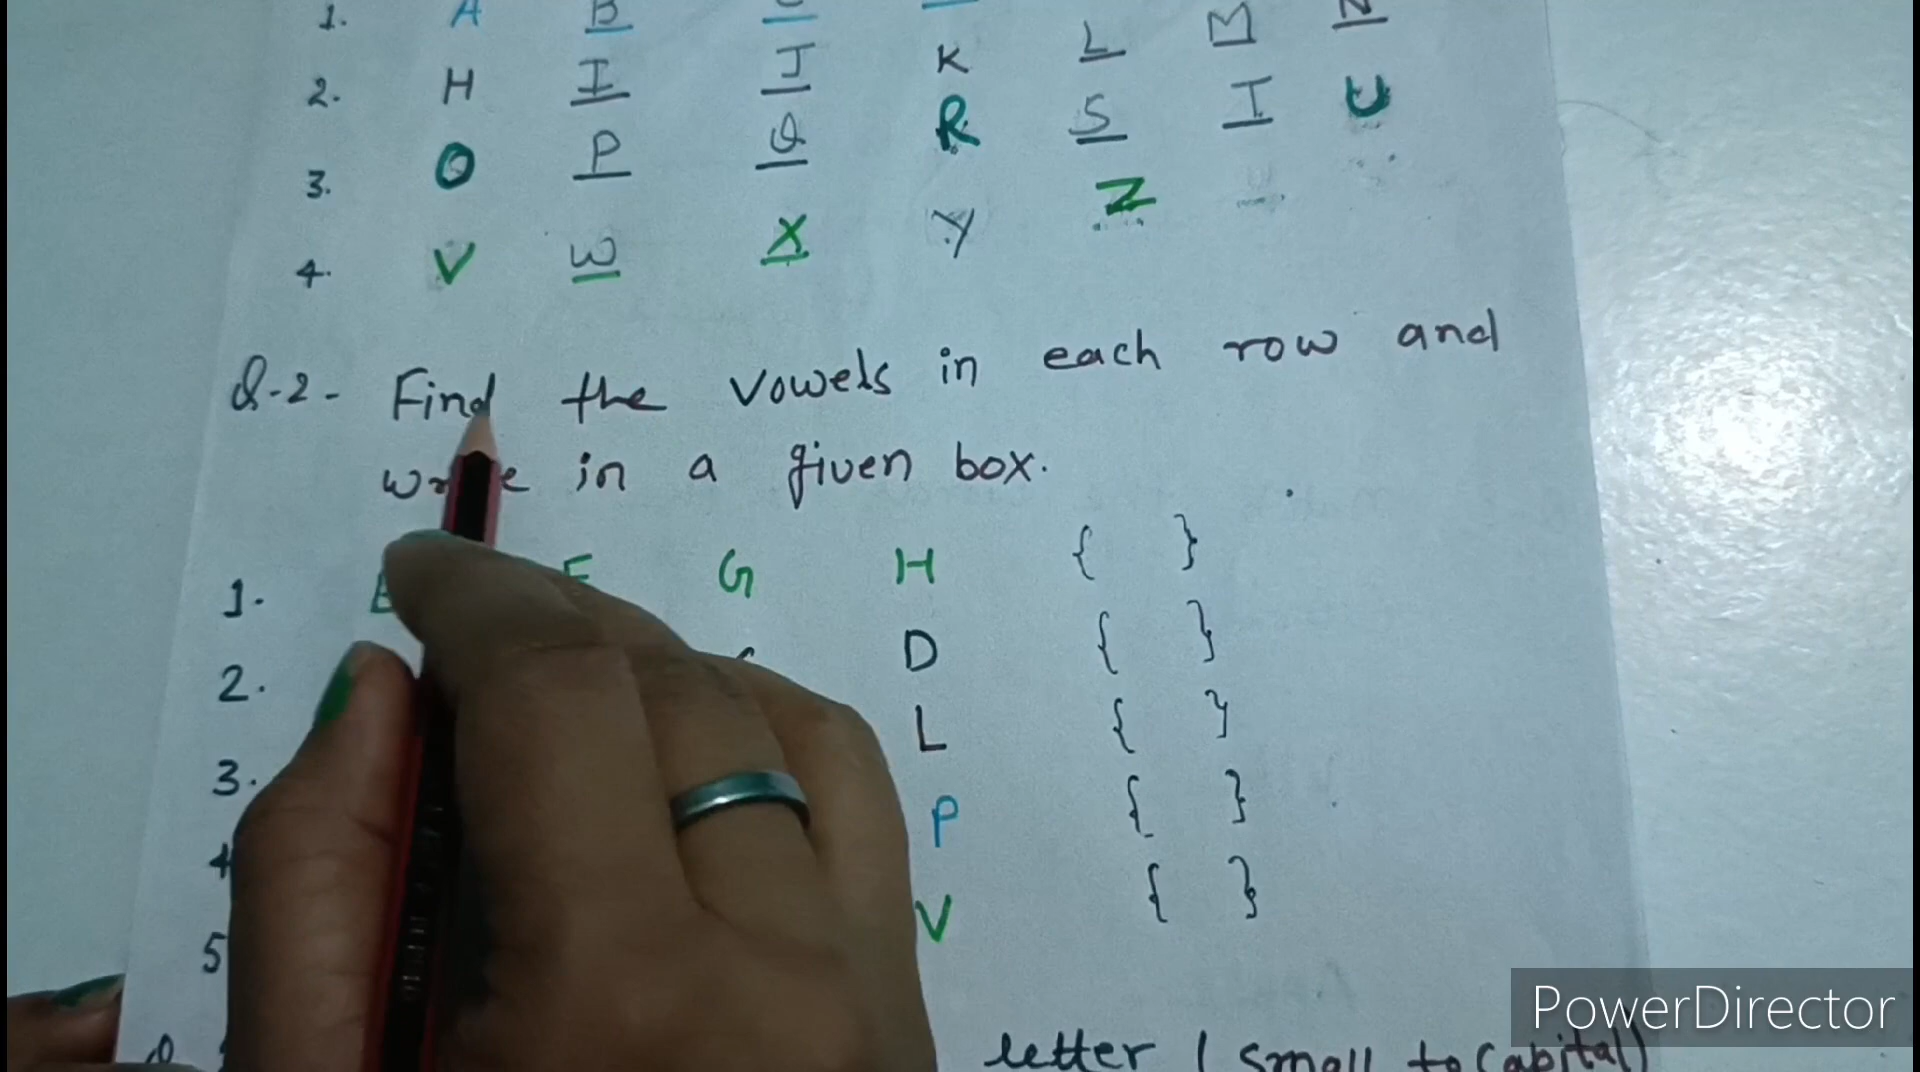 1. A B C
2. H I J K L M N
3. O P Q R S T U
4. V W X Y Z
Q-2- Find the vowels in each row and
in a given box.
1. E F G H { }
2. D { }
3. L { }
4 P { }
5 V { }
letter ( small to capital)
PowerDirector